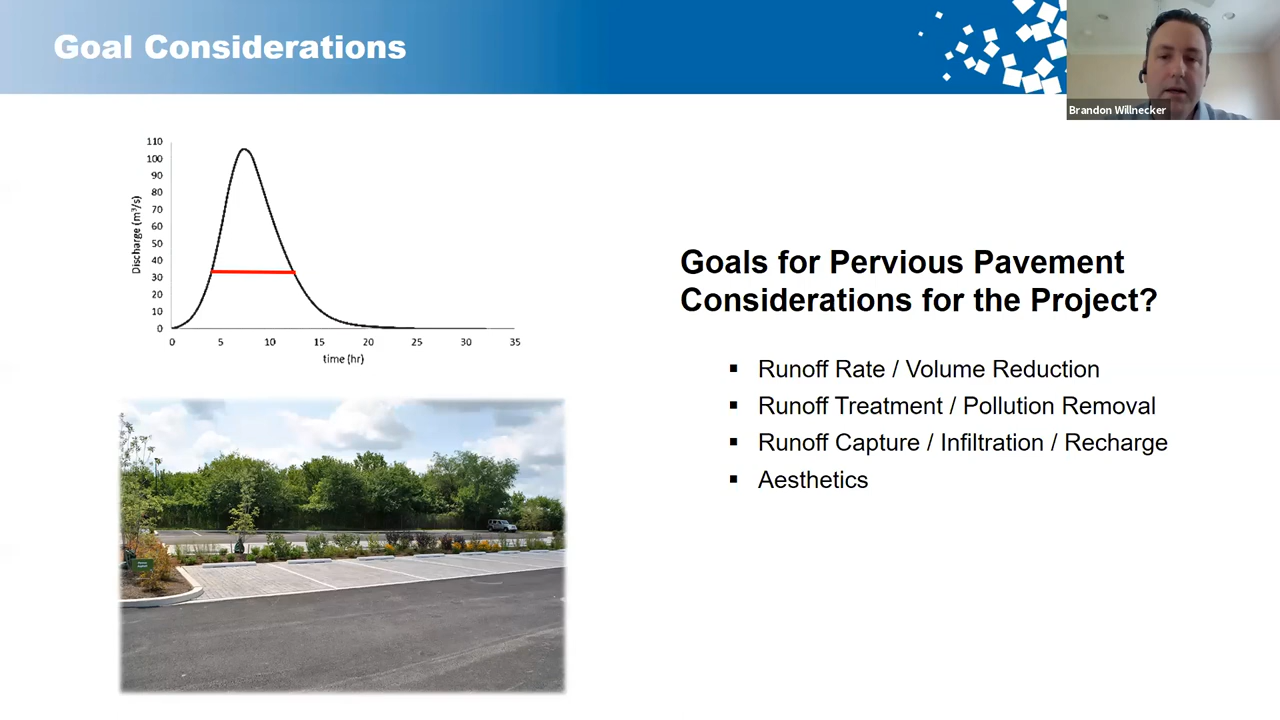 Goal Considerations
Brandon Willnecker
110
100
90
80
70
60
50
40
30
20
10
0
Discharge (m³/s)
0 5 10 15 20 25 30 35
time (hr)
Goals for Pervious Pavement
Considerations for the Project?
▪ Runoff Rate / Volume Reduction
▪ Runoff Treatment / Pollution Removal
▪ Runoff Capture / Infiltration / Recharge
▪ Aesthetics